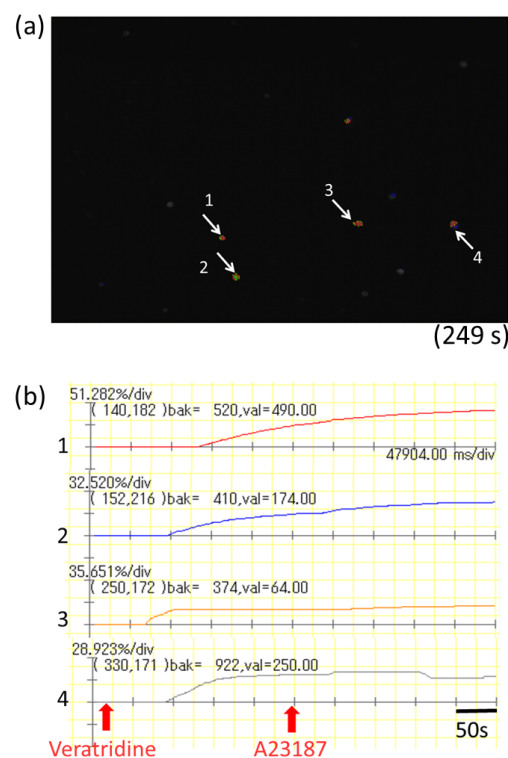 (a)
1
2
3
4
(249 s)
(b)
51.282%/div
( 140,182 )bak= 520,val=490.00
1
47904.00 ms/div
32.520%/div
( 152,216 )bak= 410,val=174.00
2
35.651%/div
( 250,172 )bak= 374,val=64.00
3
28.923%/div
( 330,171 )bak= 922,val=250.00
4
50s
Veratridine
A23187